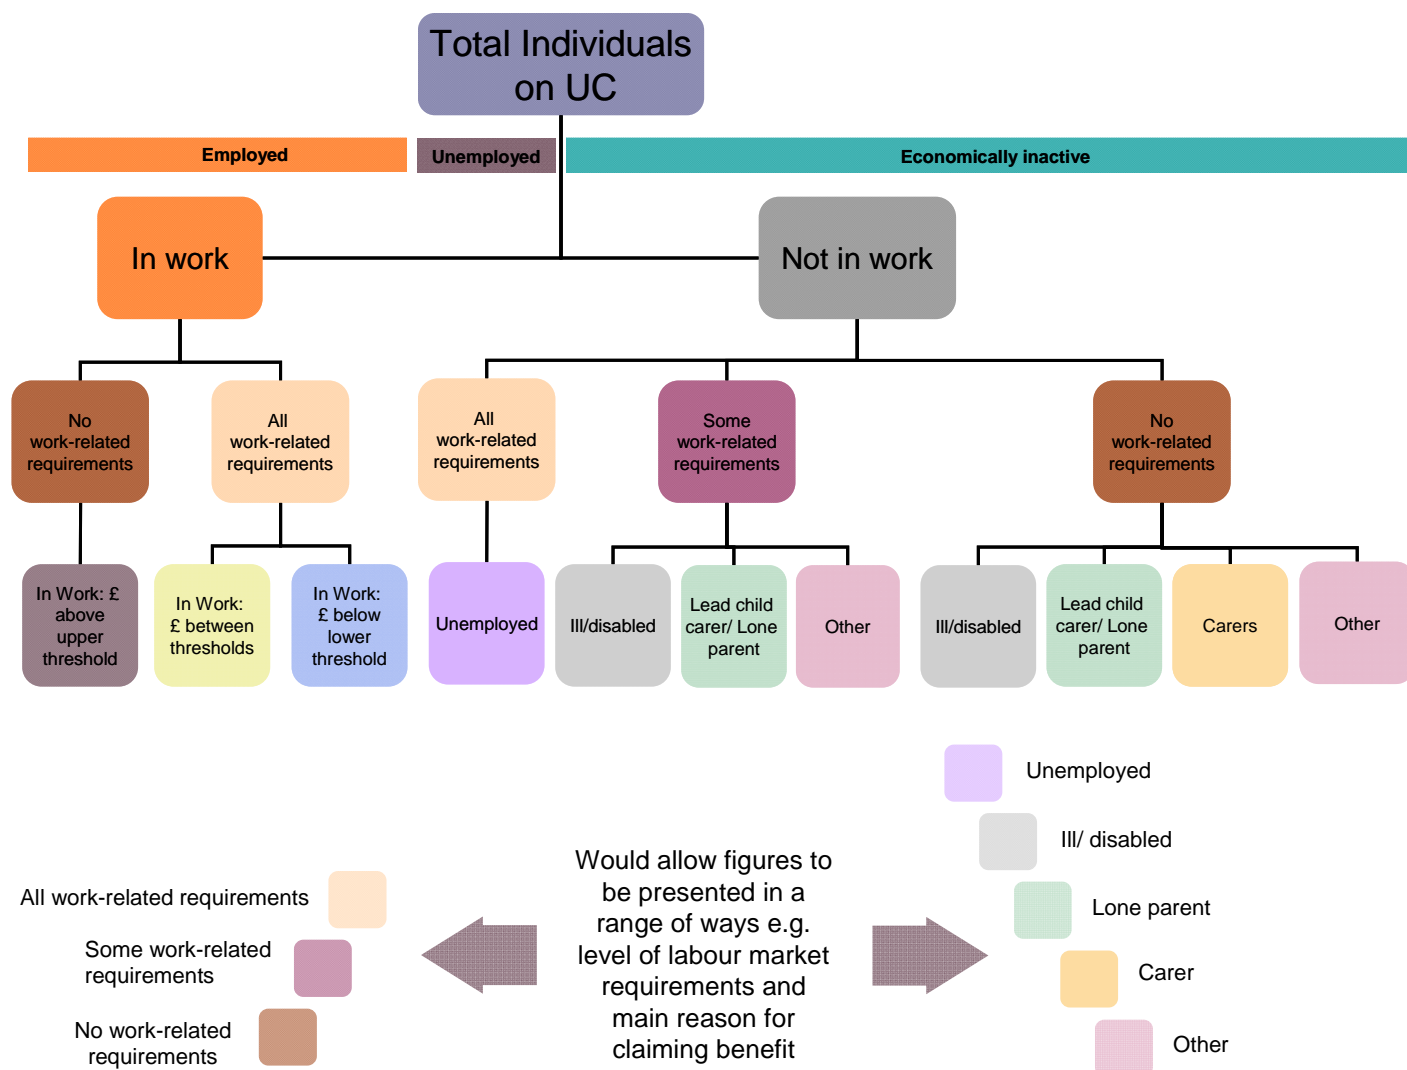 Total Individuals
on UC
Employed
Unemployed
Economically inactive
In work
Not in work
No
work-related
requirements
All
work-related
requirements
All
work-related
requirements
Some
work-related
requirements
No
work-related
requirements
In Work: £
above
upper
threshold
In Work:
£ between
thresholds
In Work:
£ below
lower
threshold
Unemployed
Ill/disabled
Lead child
carer/ Lone
parent
Other
Ill/disabled
Lead child
carer/ Lone
parent
Carers
Other
All work-related requirements
Some work-related
requirements
No work-related
requirements
Would allow figures to
be presented in a
range of ways e.g.
level of labour market
requirements and
main reason for
claiming benefit
Unemployed
Ill/ disabled
Lone parent
Carer
Other